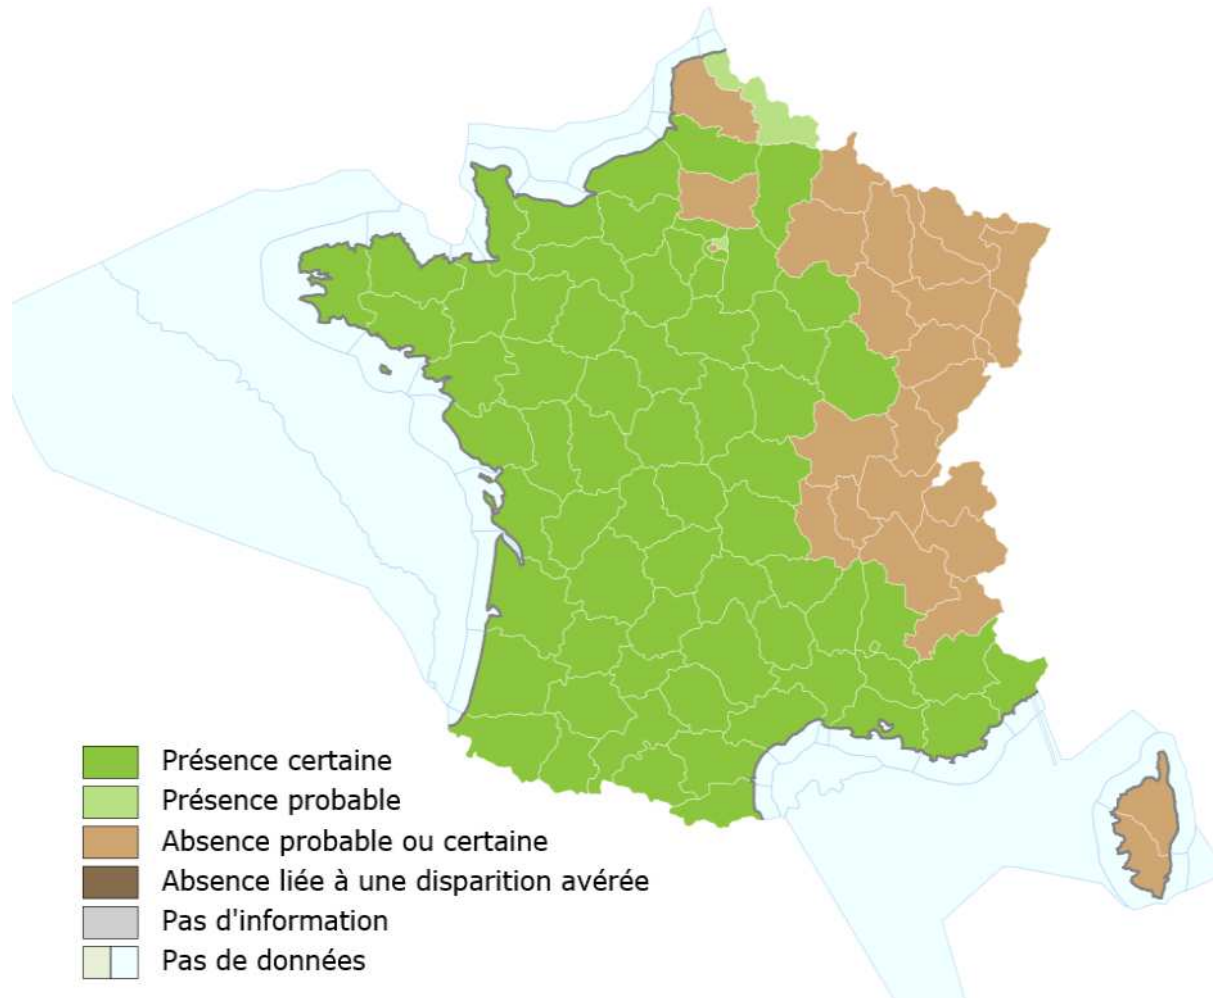 Présence certaine
Présence probable
Absence probable ou certaine
Absence liée à une disparition avérée
Pas d'information
Pas de données